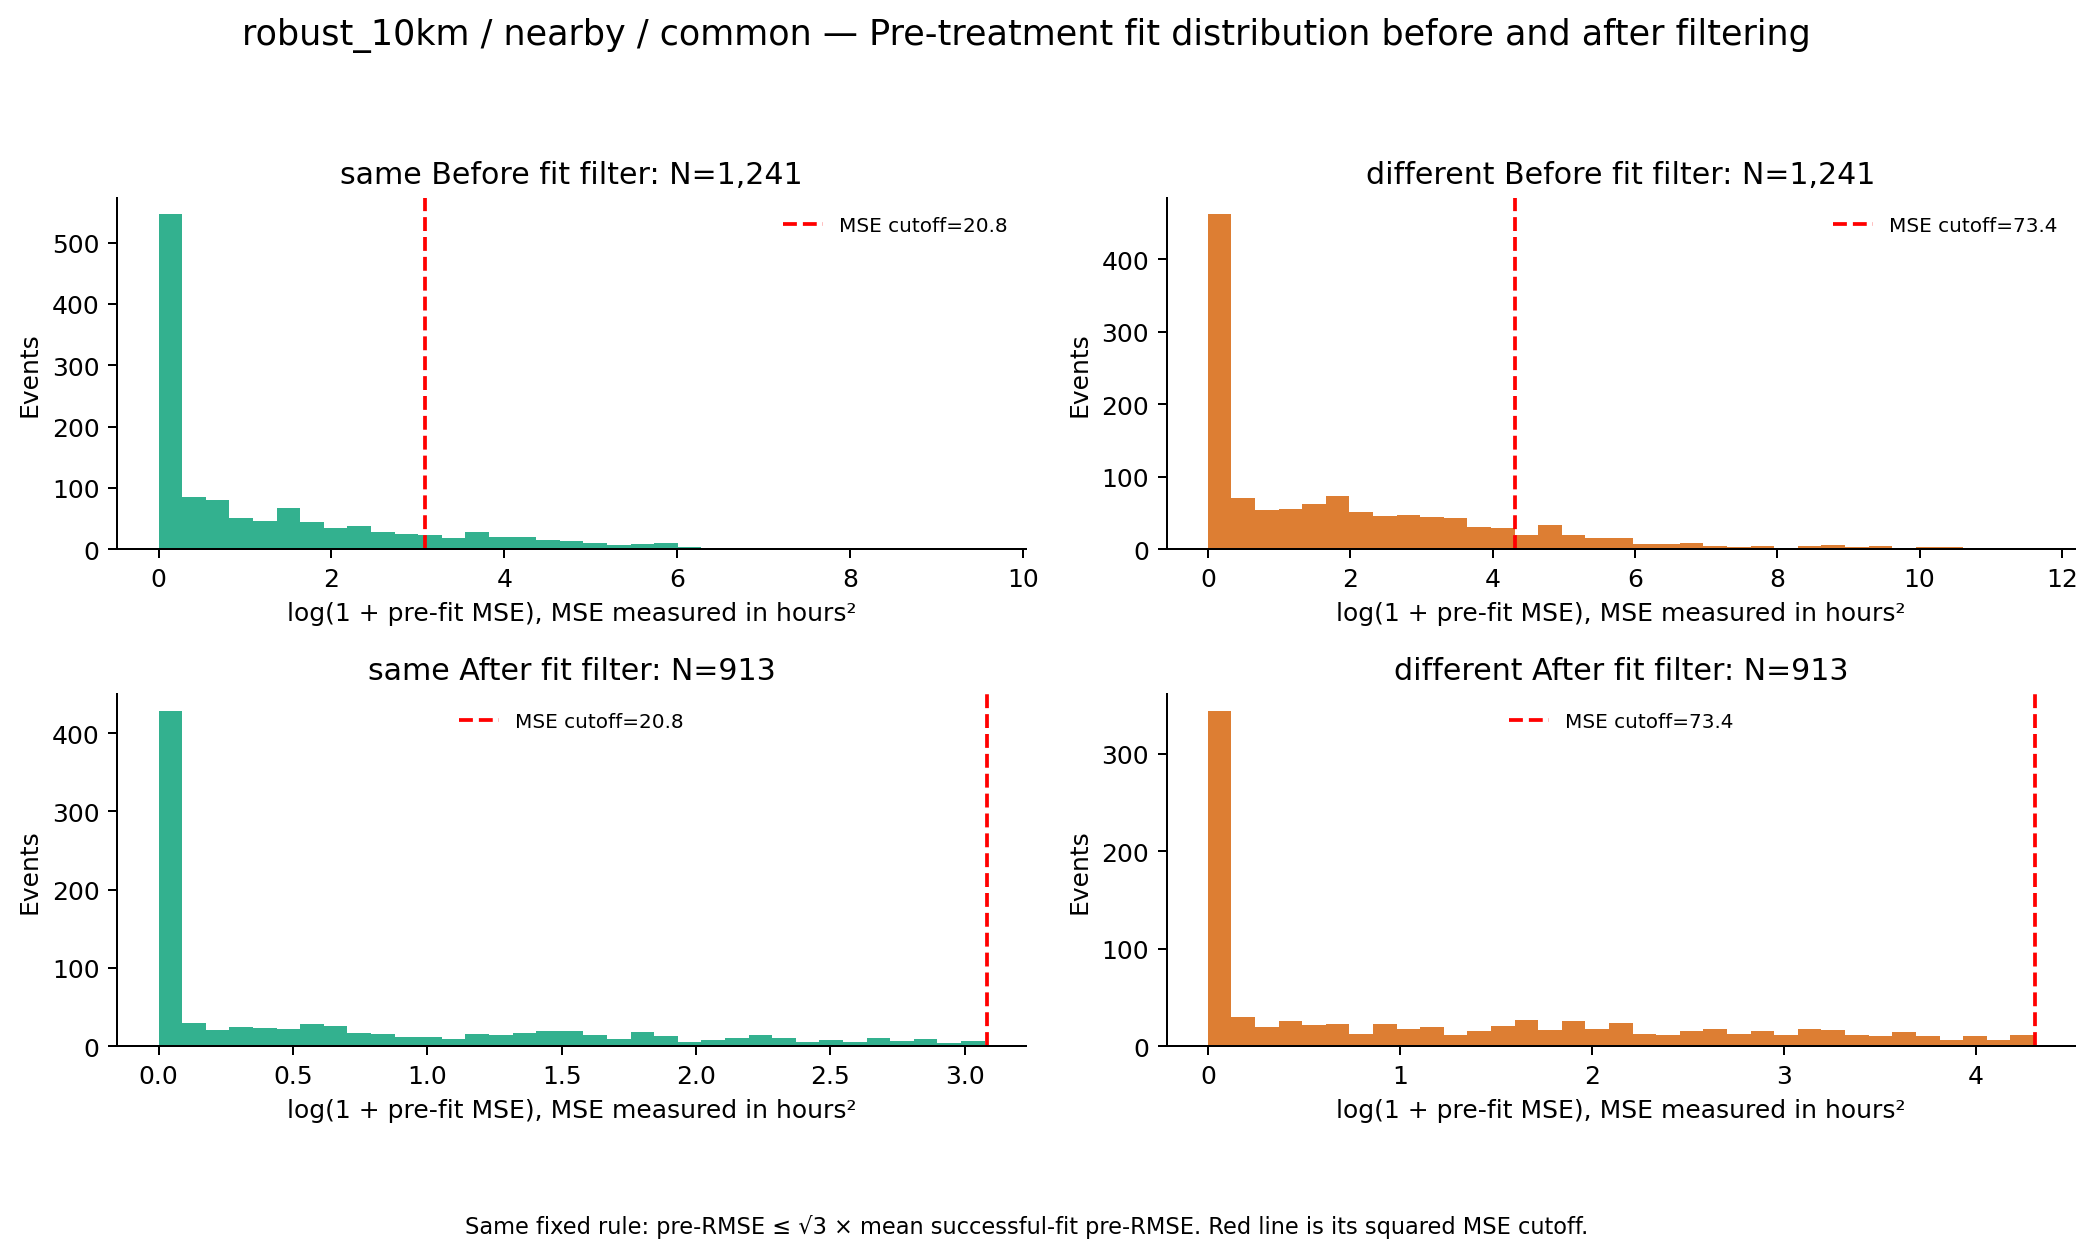 robust_10km / nearby / common — Pre-treatment fit distribution before and after filtering
same Before fit filter: N=1,241
MSE cutoff=20.8
Events
500
400
300
200
100
0
0 2 4 6 8 10
log(1 + pre-fit MSE), MSE measured in hours²
different Before fit filter: N=1,241
MSE cutoff=73.4
Events
400
300
200
100
0
0 2 4 6 8 10 12
log(1 + pre-fit MSE), MSE measured in hours²
same After fit filter: N=913
MSE cutoff=20.8
Events
400
300
200
100
0
0.0 0.5 1.0 1.5 2.0 2.5 3.0
log(1 + pre-fit MSE), MSE measured in hours²
different After fit filter: N=913
MSE cutoff=73.4
Events
300
200
100
0
0 1 2 3 4
log(1 + pre-fit MSE), MSE measured in hours²
Same fixed rule: pre-RMSE ≤ √3 × mean successful-fit pre-RMSE. Red line is its squared MSE cutoff.